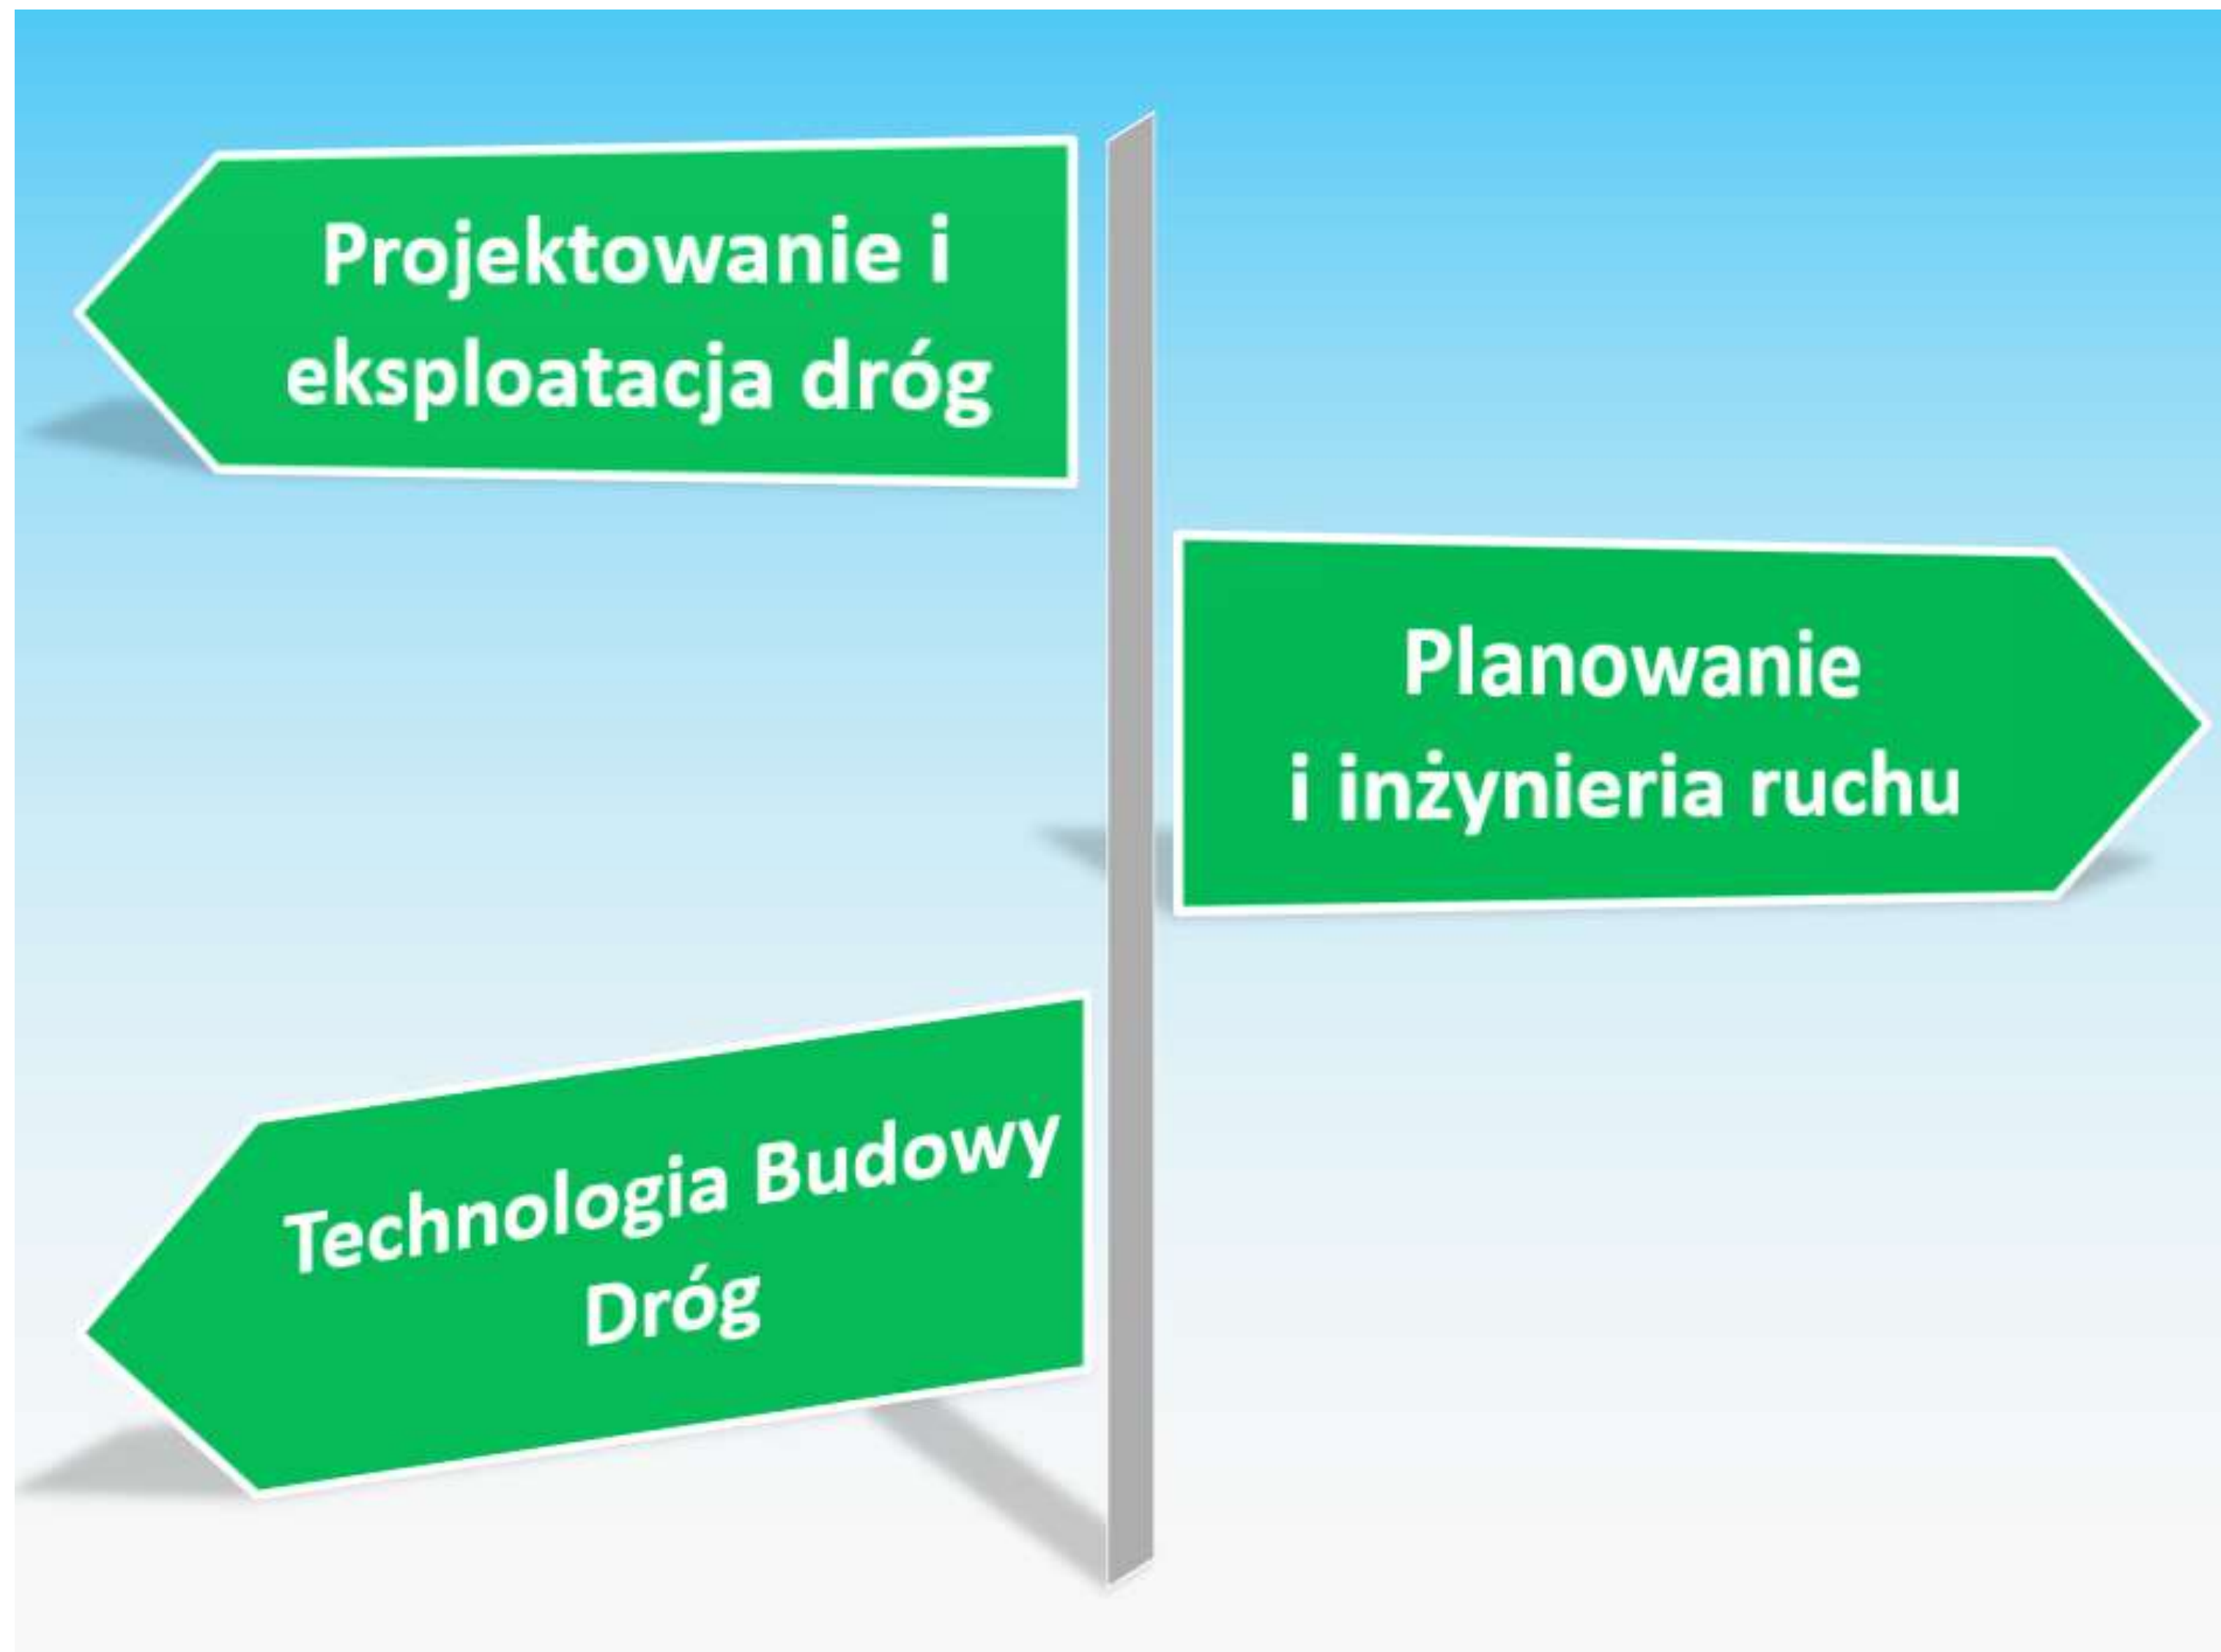 Projektowanie i
eksploatacja dróg
Planowanie
i inżynieria ruchu
Technologia Budowy
Dróg